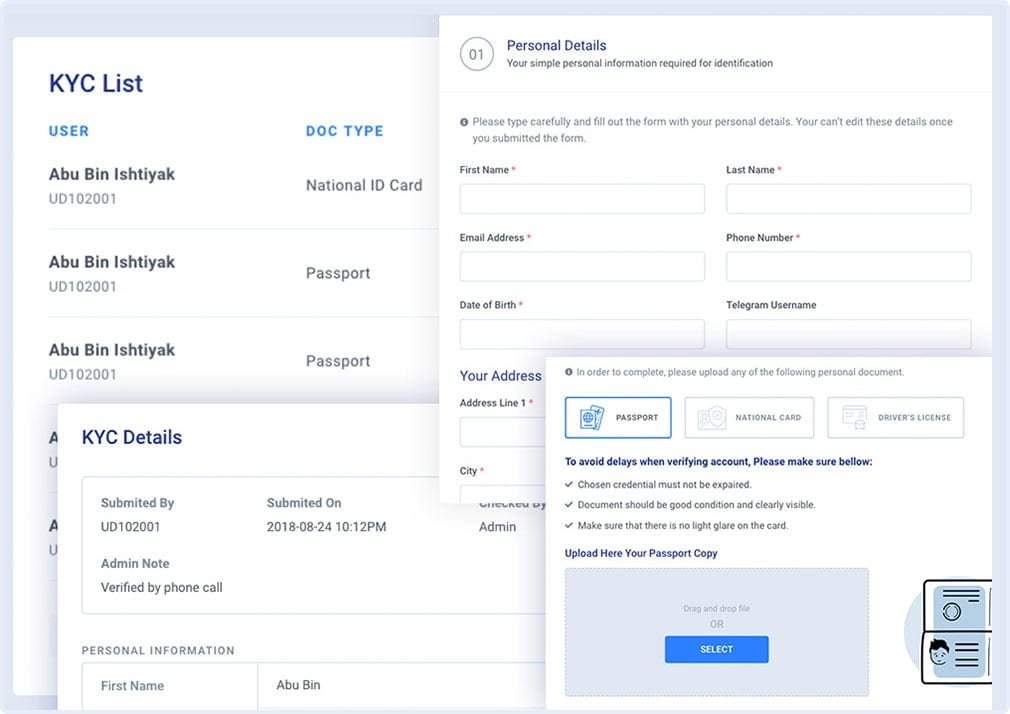 KYC List
USER
DOC TYPE
Abu Bin Ishtiyak
UD102001
National ID Card
Abu Bin Ishtiyak
UD102001
Passport
Abu Bin Ishtiyak
UD102001
Passport
A
U
A
U
KYC Details
Submited By
UD102001
Submited On
2018-08-24 10:12PM
Checked By
Admin
Admin Note
Verified by phone call
PERSONAL INFORMATION
First Name
Abu Bin
01
Personal Details
Your simple personal information required for identification
Please type carefully and fill out the form with your personal details. Your can't edit these details once
you submitted the form.
First Name *
Last Name *
Email Address *
Phone Number *
Date of Birth *
Telegram Username
Your Address
Address Line 1 *
City *
In order to complete, please upload any of the following personal document.
PASSPORT
NATIONAL CARD
DRIVER'S LICENSE
To avoid delays when verifying account, Please make sure bellow:
Chosen credential must not be expaired.
Document should be good condition and clearly visible.
Make sure that there is no light glare on the card.
Upload Here Your Passport Copy
Drag and drop file
OR
SELECT